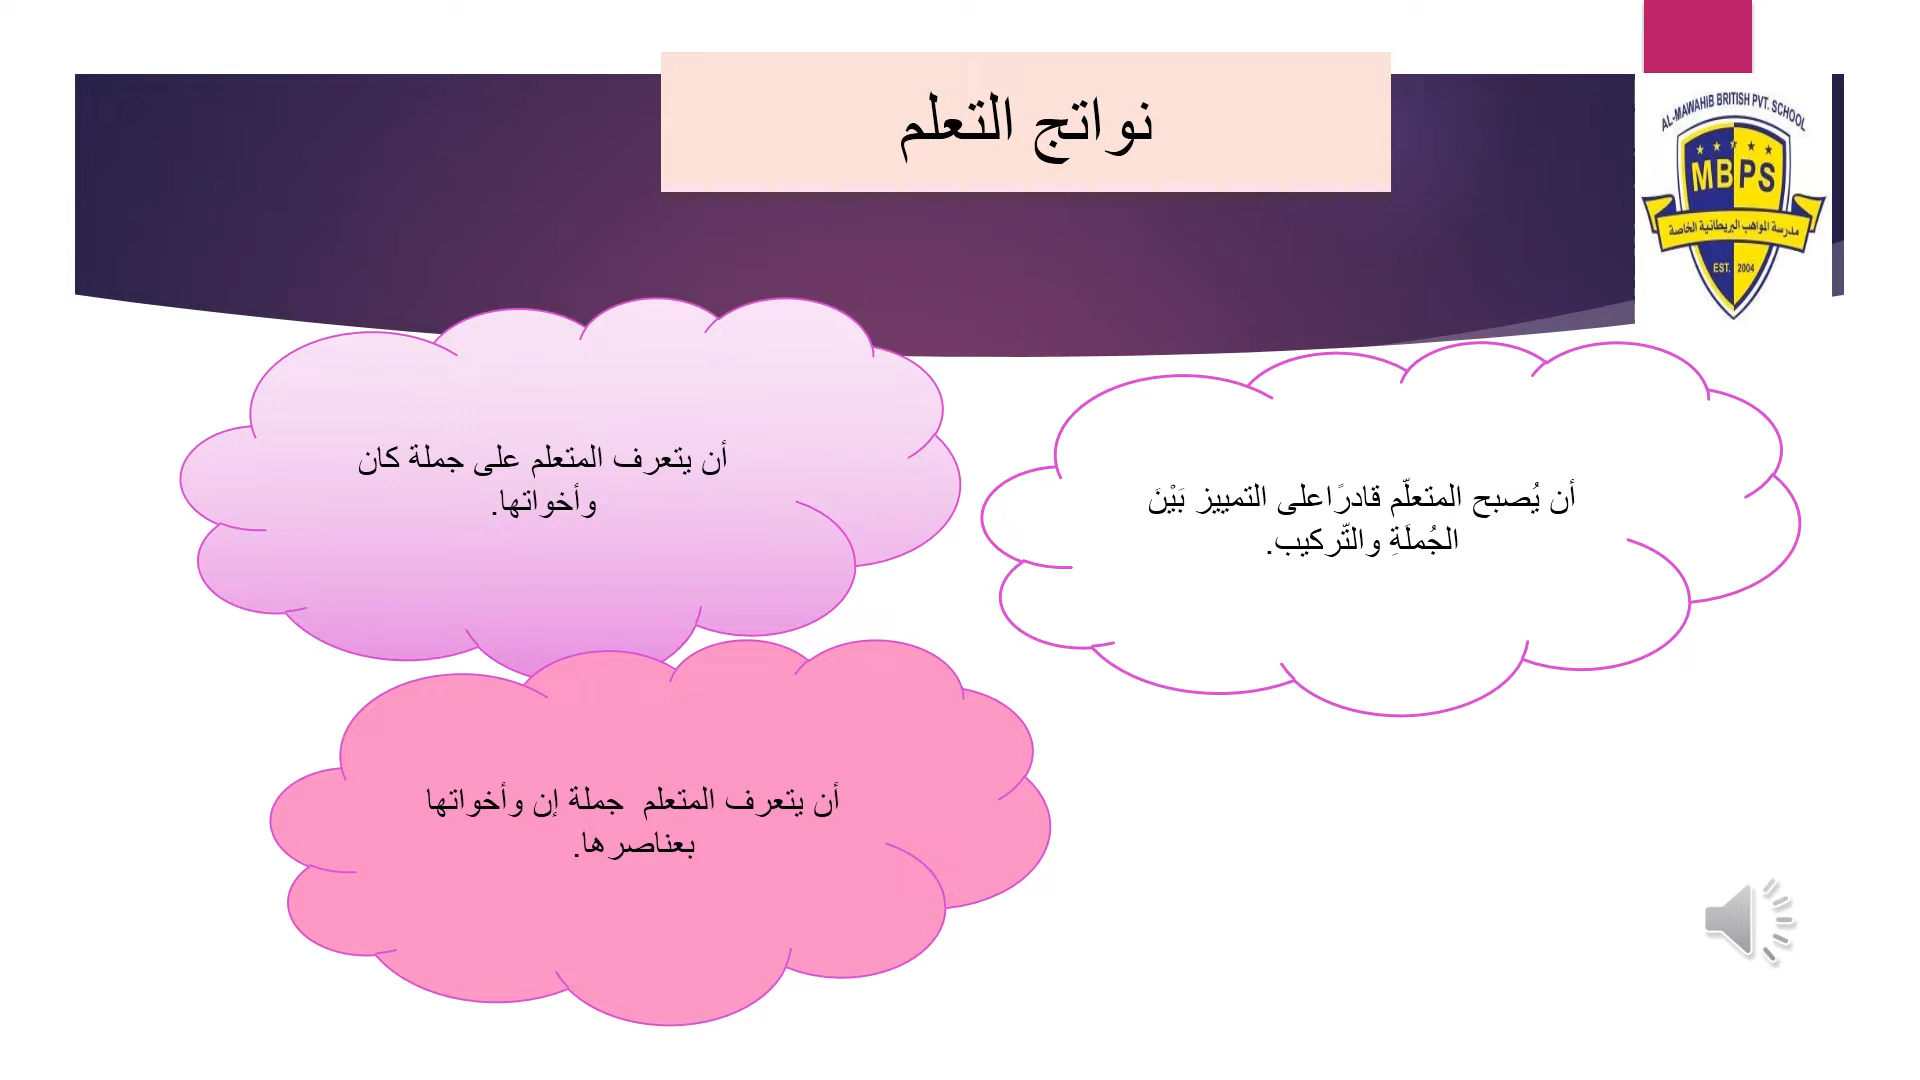 نواتج التعلم
AL-MAWAHIB BRITISH PVT. SCHOOL
MBPS
مدرسة المواهب البريطانية الخاصة
EST. 2004
أن يُصبح المتعلّم قادرًاعلى التمييز بَيْنَ
الجُملَةِ والتّركيب.
أن يتعرف المتعلم على جملة كان
وأخواتها.
أن يتعرف المتعلم  جملة إن وأخواتها
بعناصرها.